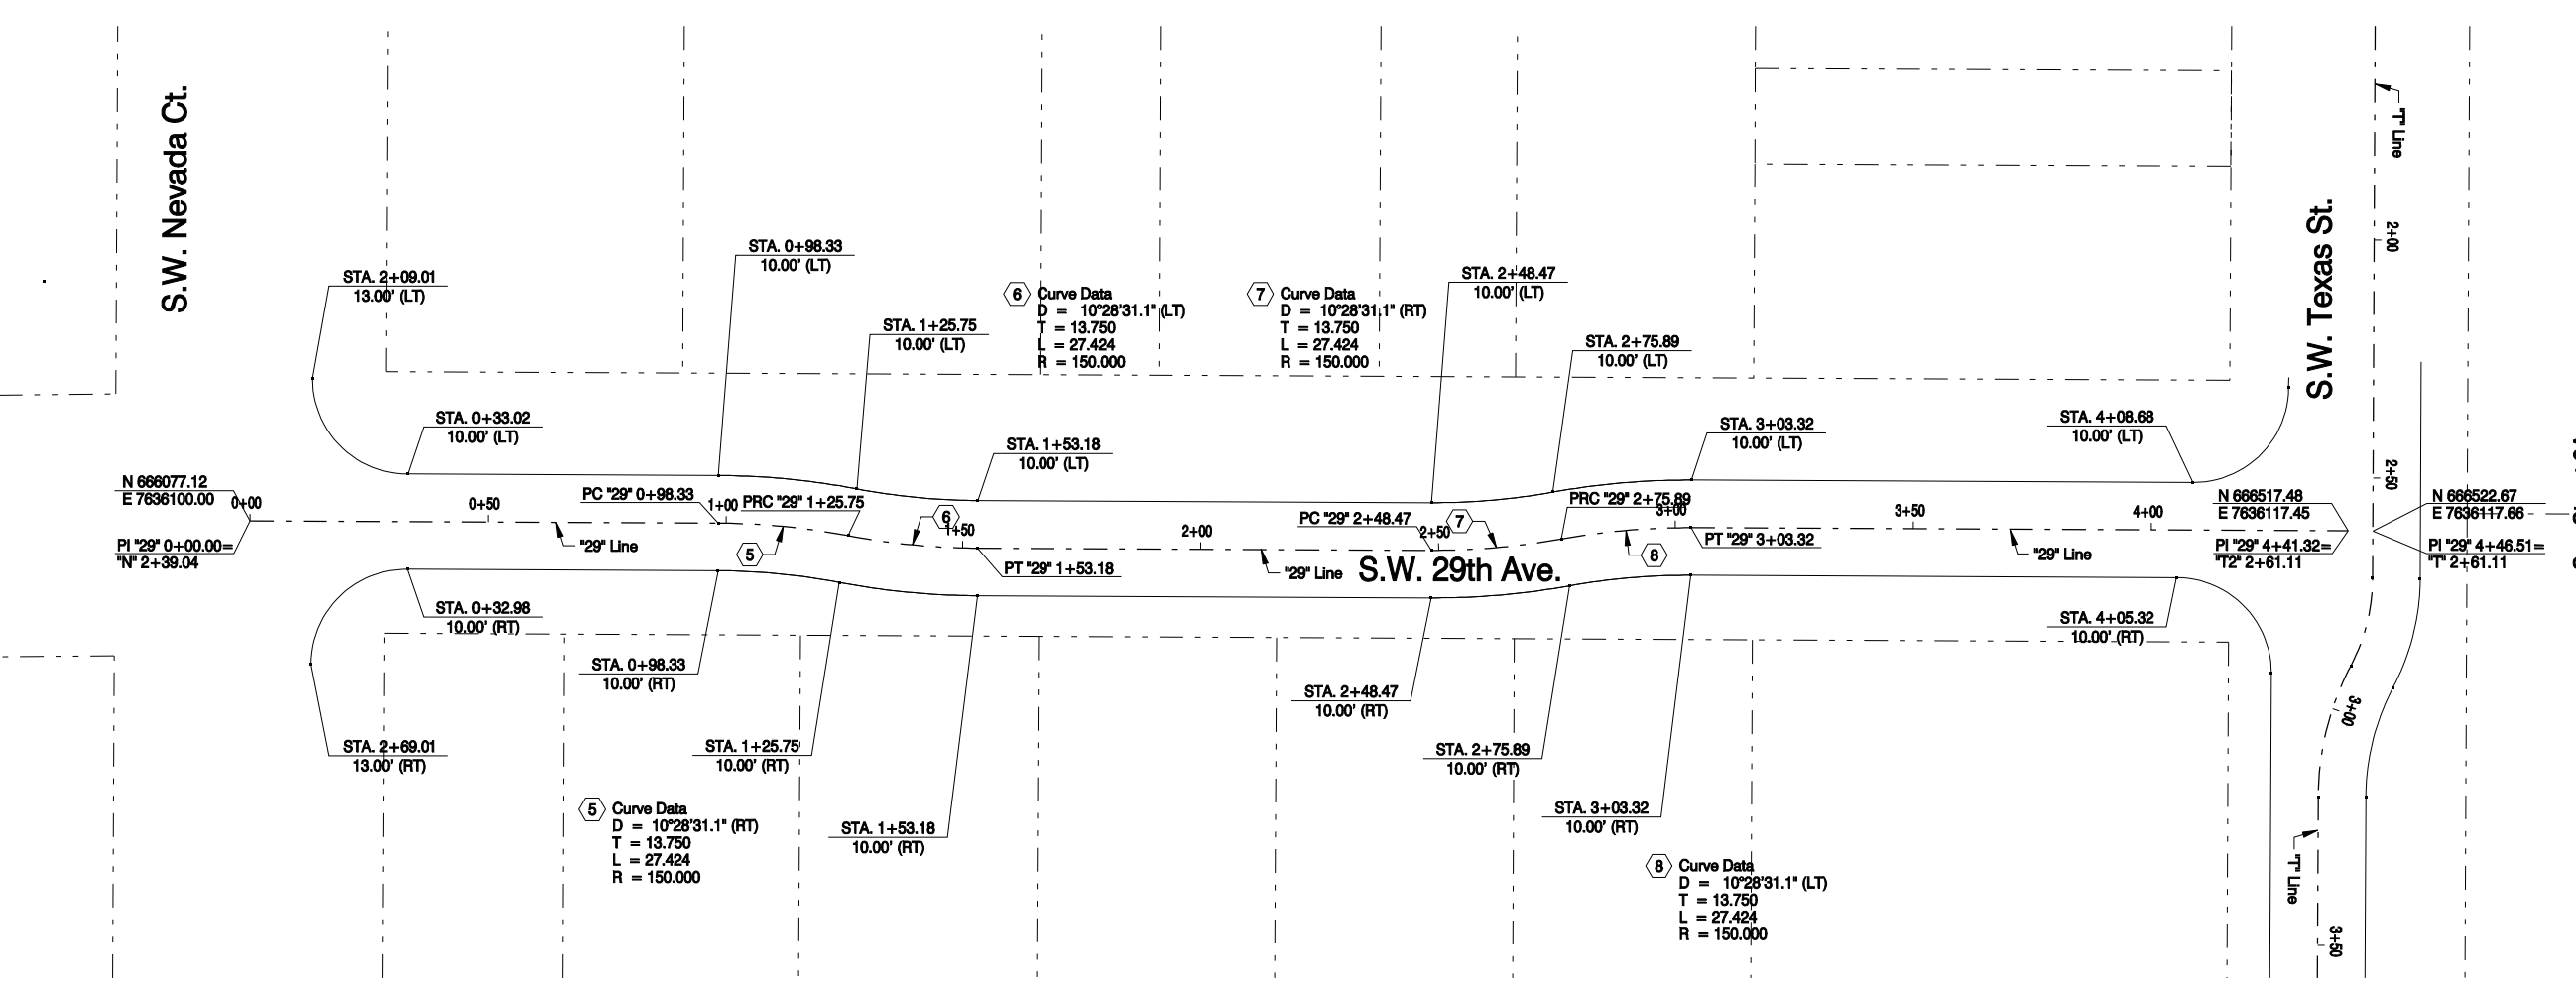 S.W. Nevada Ct.
STA. 2+09.01
13.00' (LT)
STA. 0+33.02
10.00' (LT)
N 666077.12
E 7636100.00
0+00
PI "29" 0+00.00=
"N" 2+39.04
0+50
"29" Line
STA. 0+32.98
10.00' (RT)
STA. 2+69.01
13.00' (RT)
STA. 0+98.33
10.00' (LT)
STA. 1+25.75
10.00' (LT)
PC "29" 0+98.33
1+00
PRC "29" 1+25.75
5
6
1+50
STA. 1+53.18
10.00' (LT)
PT "29" 1+53.18
STA. 0+98.33
10.00' (RT)
STA. 1+25.75
10.00' (RT)
STA. 1+53.18
10.00' (RT)
5 Curve Data
D = 10°28'31.1" (RT)
T = 13.750
L = 27.424
R = 150.000
6 Curve Data
D = 10°28'31.1" (LT)
T = 13.750
L = 27.424
R = 150.000
7 Curve Data
D = 10°28'31.1" (RT)
T = 13.750
L = 27.424
R = 150.000
STA. 2+48.47
10.00' (LT)
STA. 2+75.89
10.00' (LT)
2+00
"29" Line
PC "29" 2+48.47
2+50
7
S.W. 29th Ave.
PRC "29" 2+75.89
3+00
8
STA. 3+03.32
10.00' (LT)
PT "29" 3+03.32
STA. 2+48.47
10.00' (RT)
STA. 2+75.89
10.00' (RT)
STA. 3+03.32
10.00' (RT)
8 Curve Data
D = 10°28'31.1" (LT)
T = 13.750
L = 27.424
R = 150.000
3+50
"29" Line
4+00
STA. 4+08.68
10.00' (LT)
STA. 4+05.32
10.00' (RT)
N 666517.48
E 7636117.45
PI "29" 4+41.32=
"T2" 2+61.11
N 666522.67
E 7636117.66
PI "29" 4+46.51=
"T" 2+61.11
S.W. Texas St.
"T" Line
2+00
2+50
3+00
"T" Line
3+50